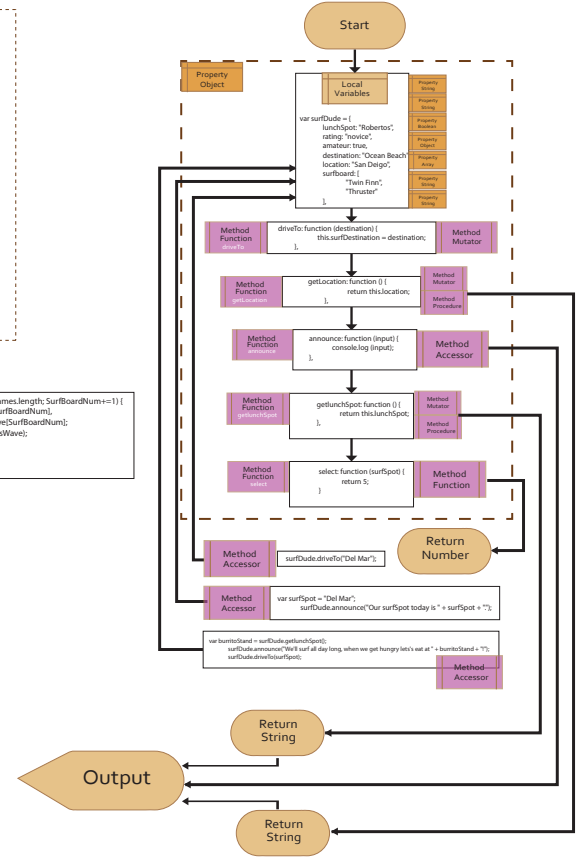 Start
Property
Object
Local
Variables
Property
String
Property
String
Property
Boolean
Property
Object
Property
Array
Property
String
Property
String
var surfDude = {
lunchSpot: "Robertos",
rating: "novice",
amateur: true,
destination: "Ocean Beach"
location: "San Deigo",
surfboard: [
"Twin Finn",
"Thruster"
],
Method
Function
driveTo
driveTo: function (destination) {
this.surfDestination = destination;
},
Method
Mutator
Method
Function
getLocation
getLocation: function () {
return this.location;
},
Method
Mutator
Method
Procedure
Method
Function
announce
announce: function (input) {
console.log (input);
},
Method
Accessor
ames.length; SurfBoardNum+=1) {
urfBoardNum],
ve[SurfBoardNum];
sWave);
Method
Function
getlunchSpot
getlunchSpot: function () {
return this.lunchSpot;
},
Method
Mutator
Method
Procedure
Method
Function
select
select: function (surfSpot) {
return 5;
}
Method
Function
Return
Number
Method
Accessor
surfDude.driveTo("Del Mar");
Method
Accessor
var surfSpot = "Del Mar";
surfDude.announce("Our surfSpot today is " + surfSpot + ".");
var burritoStand = surfDude.getlunchSpot();
surfDude.announce("We'll surf all day long, when we get hungry lets's eat at " + burritoStand + "!");
surfDude.driveTo(surfSpot);
Method
Accessor
Return
String
Output
Return
String